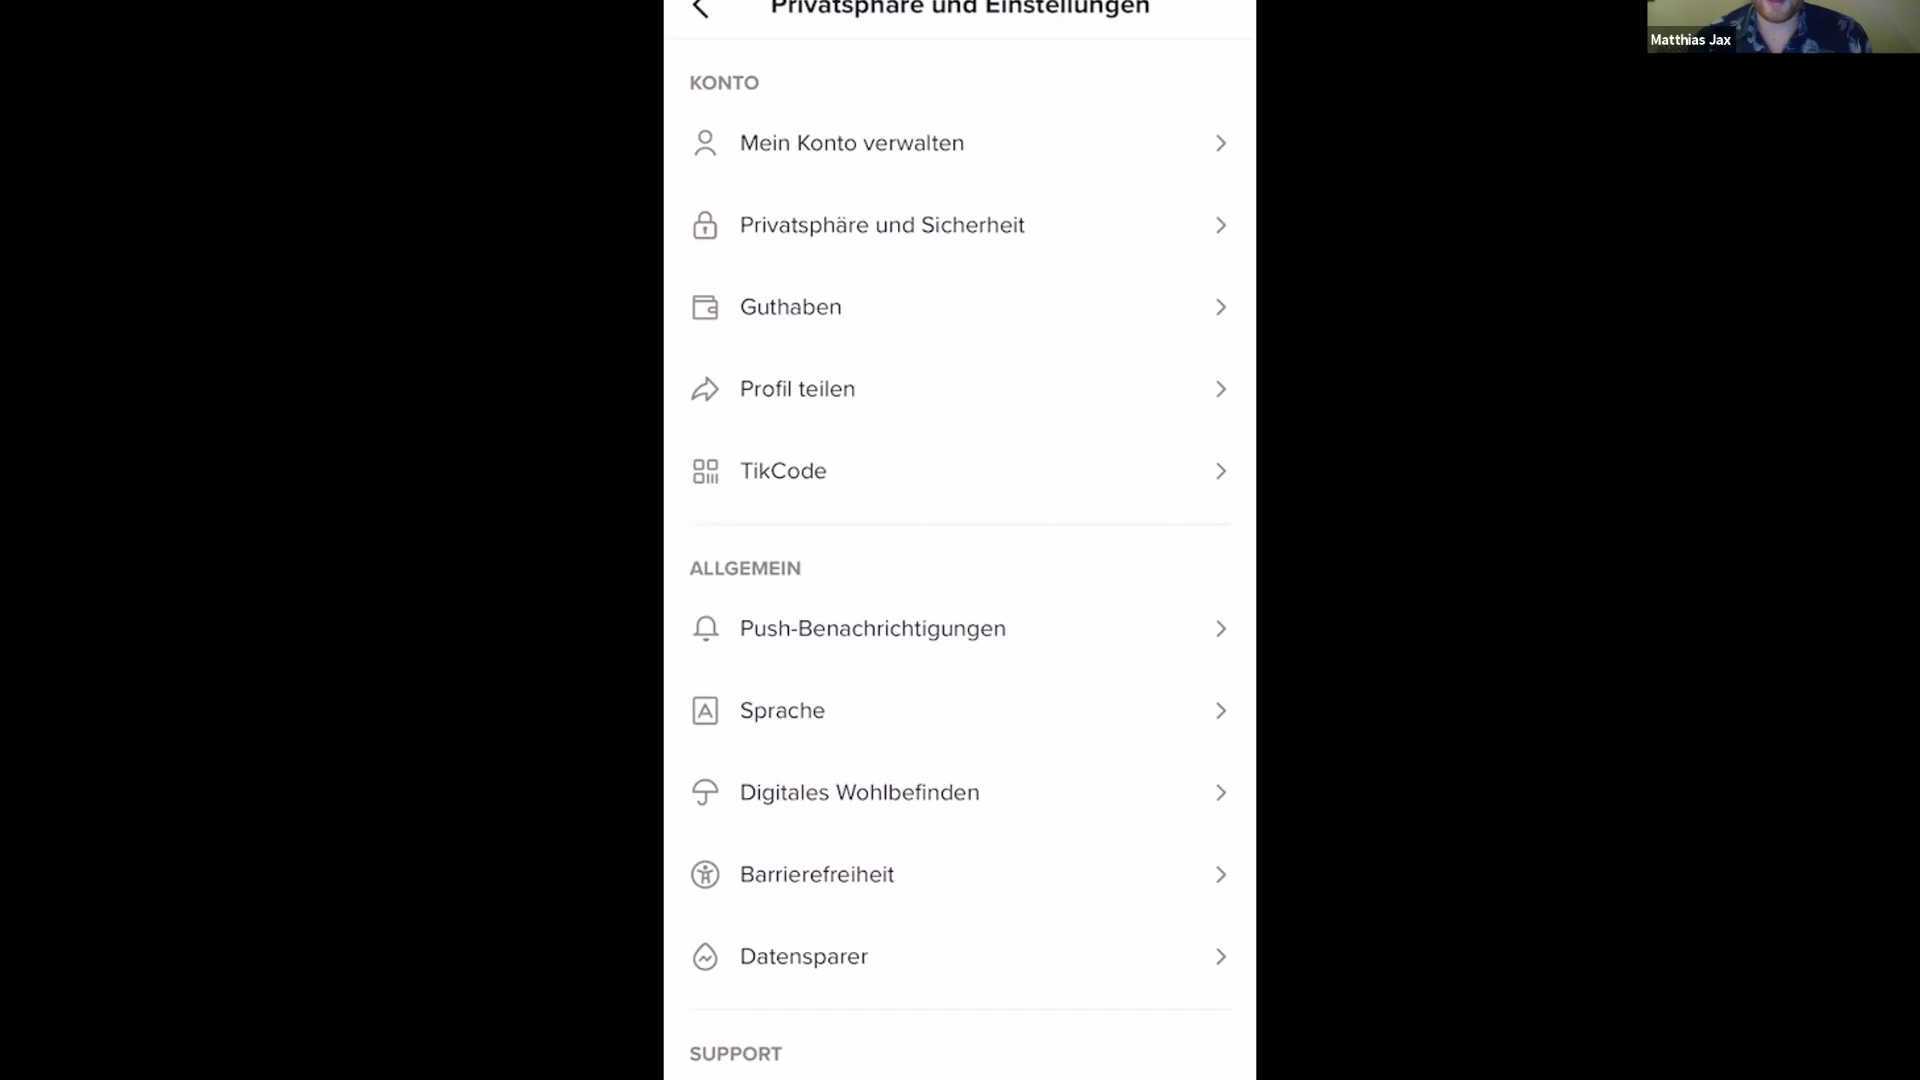 Privatsphäre und Einstellungen
Matthias Jax
KONTO
Mein Konto verwalten
Privatsphäre und Sicherheit
Guthaben
Profil teilen
TikCode
ALLGEMEIN
Push-Benachrichtigungen
Sprache
Digitales Wohlbefinden
Barrierefreiheit
Datensparer
SUPPORT